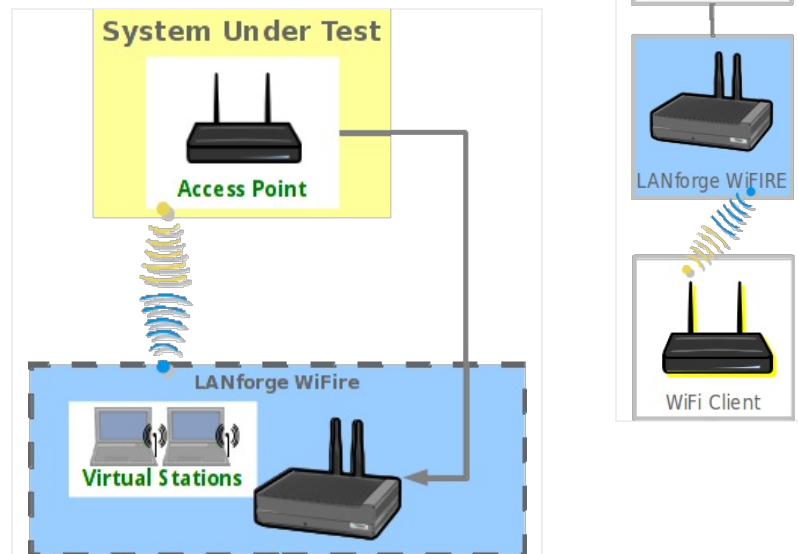 System Under Test
Access Point
LANforge WiFire
Virtual Stations
LANforge WiFIRE
WiFi Client